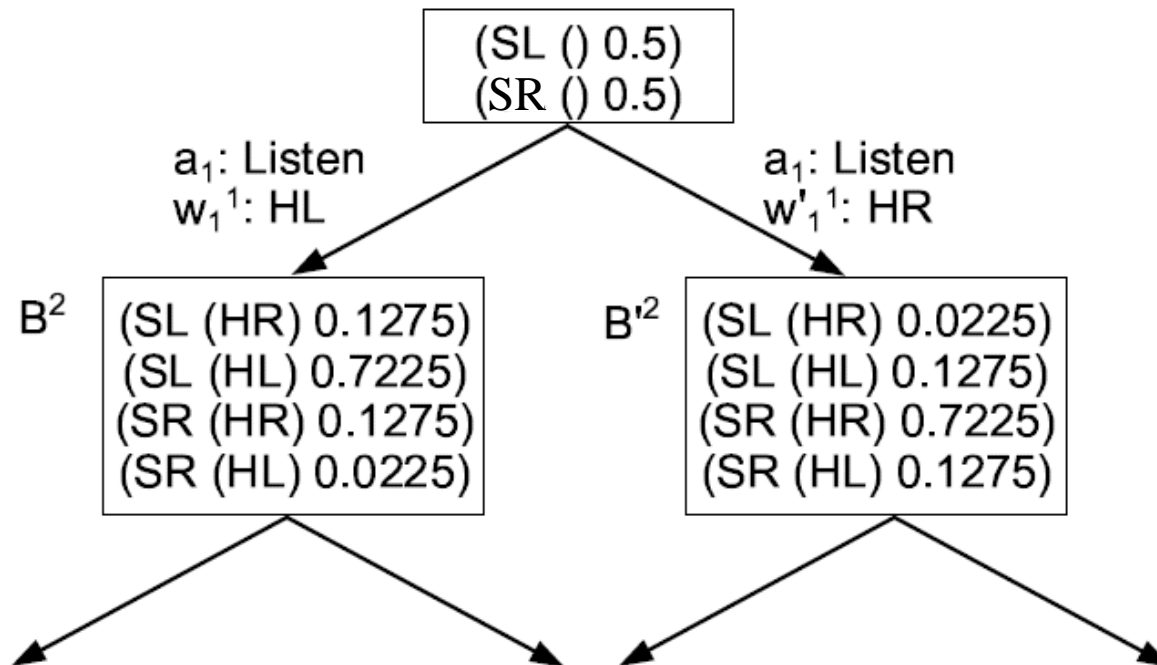 (SL () 0.5)
(SR () 0.5)
a₁: Listen
w₁¹: HL
a₁: Listen
w'₁¹: HR
B²
(SL (HR) 0.1275)
(SL (HL) 0.7225)
(SR (HR) 0.1275)
(SR (HL) 0.0225)
B'²
(SL (HR) 0.0225)
(SL (HL) 0.1275)
(SR (HR) 0.7225)
(SR (HL) 0.1275)